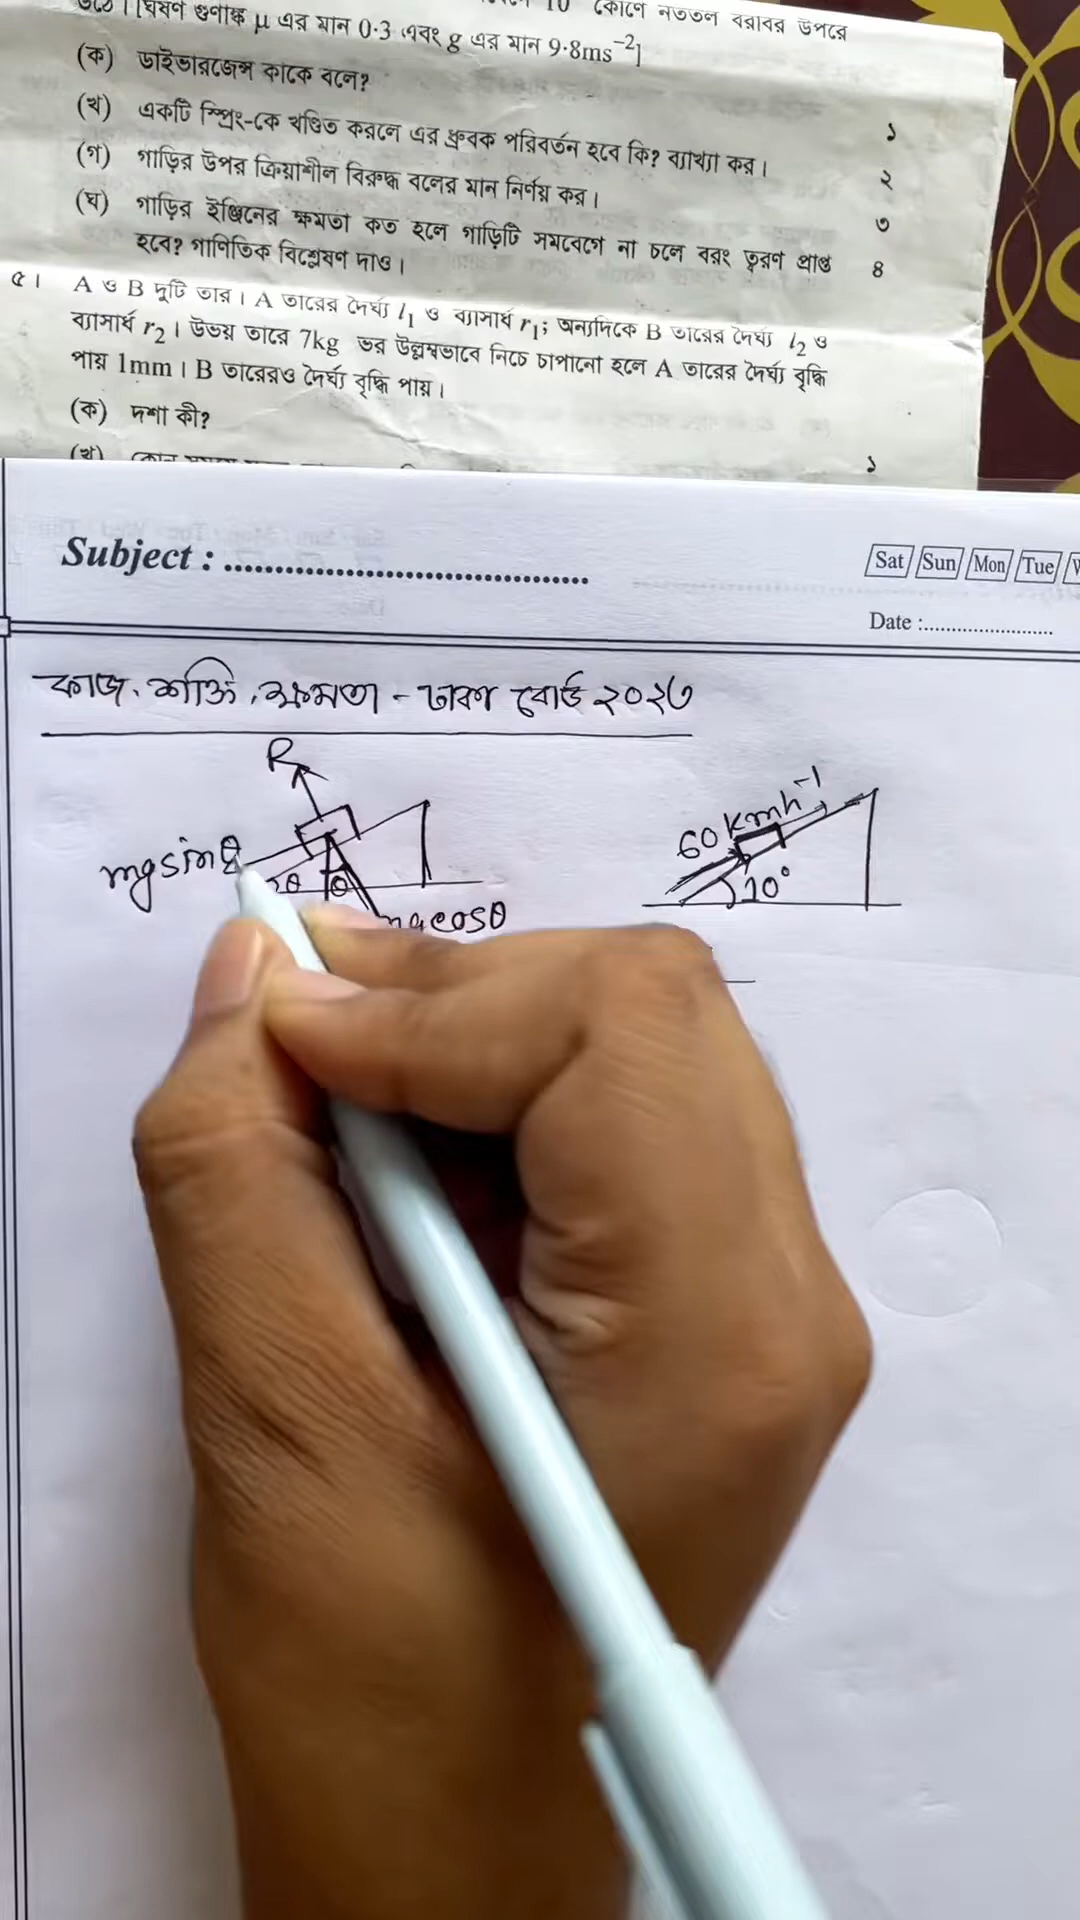 10 কোণে নততল বরাবর উপরে
ওঠে। [ঘর্ষণ গুণাঙ্ক μ এর মান 0·3 এবং g এর মান 9·8ms⁻²]
(ক) ডাইভারজেন্স কাকে বলে? ১
(খ) একটি স্প্রিং-কে খণ্ডিত করলে এর ধ্রুবক পরিবর্তন হবে কি? ব্যাখ্যা কর। ২
(গ) গাড়ির উপর ক্রিয়াশীল বিরুদ্ধ বলের মান নির্ণয় কর। ৩
(ঘ) গাড়ির ইঞ্জিনের ক্ষমতা কত হলে গাড়িটি সমবেগে না চলে বরং ত্বরণ প্রাপ্ত
হবে? গাণিতিক বিশ্লেষণ দাও। ৪
৫। A ও B দুটি তার। A তারের দৈর্ঘ্য l₁ ও ব্যাসার্ধ r₁; অন্যদিকে B তারের দৈর্ঘ্য l₂ ও
ব্যাসার্ধ r₂। উভয় তারে 7kg ভর উল্লম্বভাবে নিচে চাপানো হলে A তারের দৈর্ঘ্য বৃদ্ধি
পায় 1mm। B তারেরও দৈর্ঘ্য বৃদ্ধি পায়।
(ক) দশা কী? ১
(খ) কোন
Subject :
Sat Sun Mon Tue
Date :
কাজ, শক্তি, ক্ষমতা - ঢাকা বোর্ড ২০২৩
R
mgsinθ
θ θ
mgcosθ
60 kmh⁻¹
10°